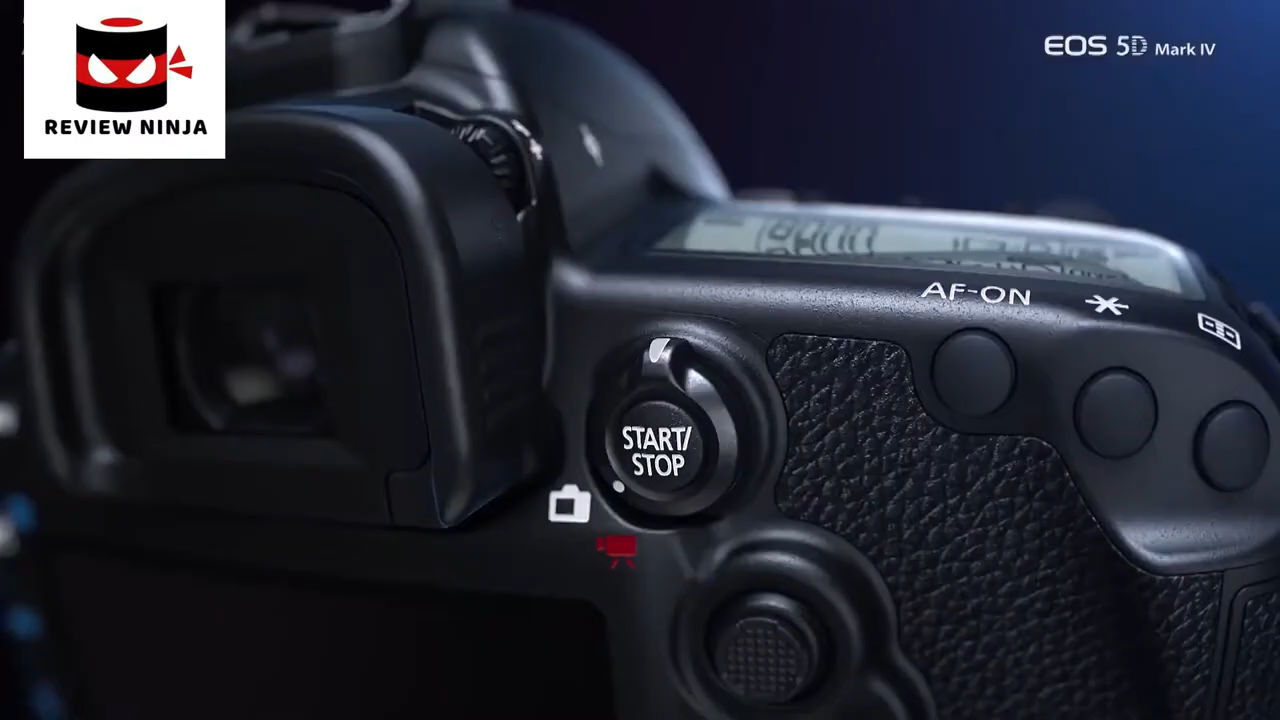 REVIEW NINJA
EOS 5D Mark IV
AF-ON
START/
STOP